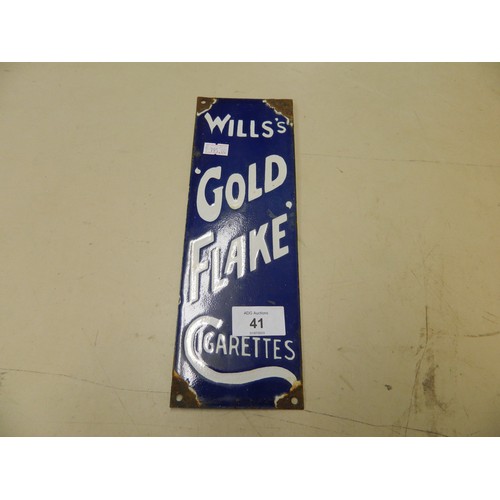 WILLS'S
'GOLD
FLAKE'
CIGARETTES
41